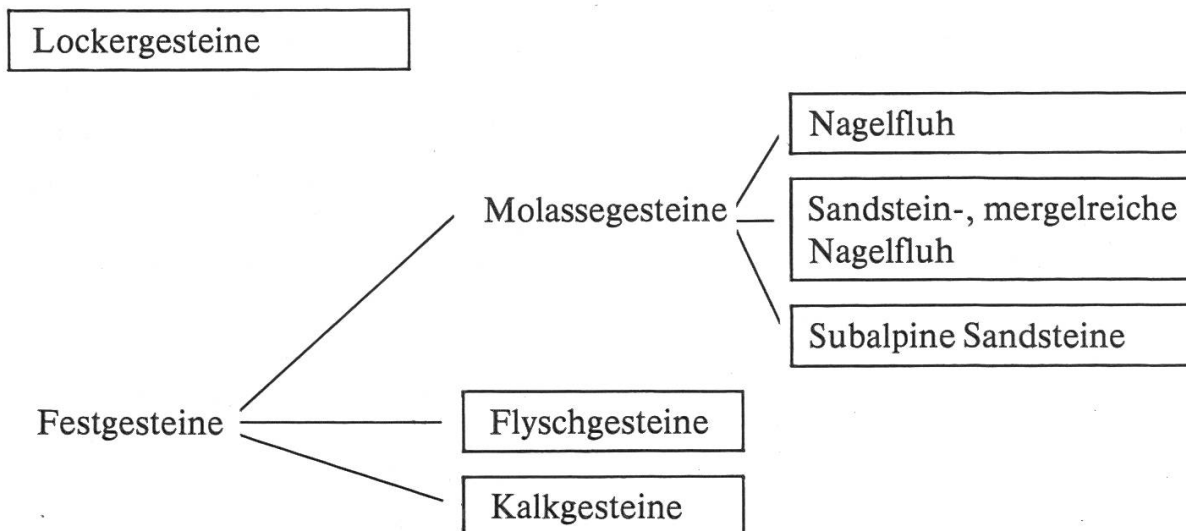 Lockergesteine
Nagelfluh
Molassegesteine
Sandstein-, mergelreiche
Nagelfluh
Subalpine Sandsteine
Festgesteine
Flyschgesteine
Kalkgesteine